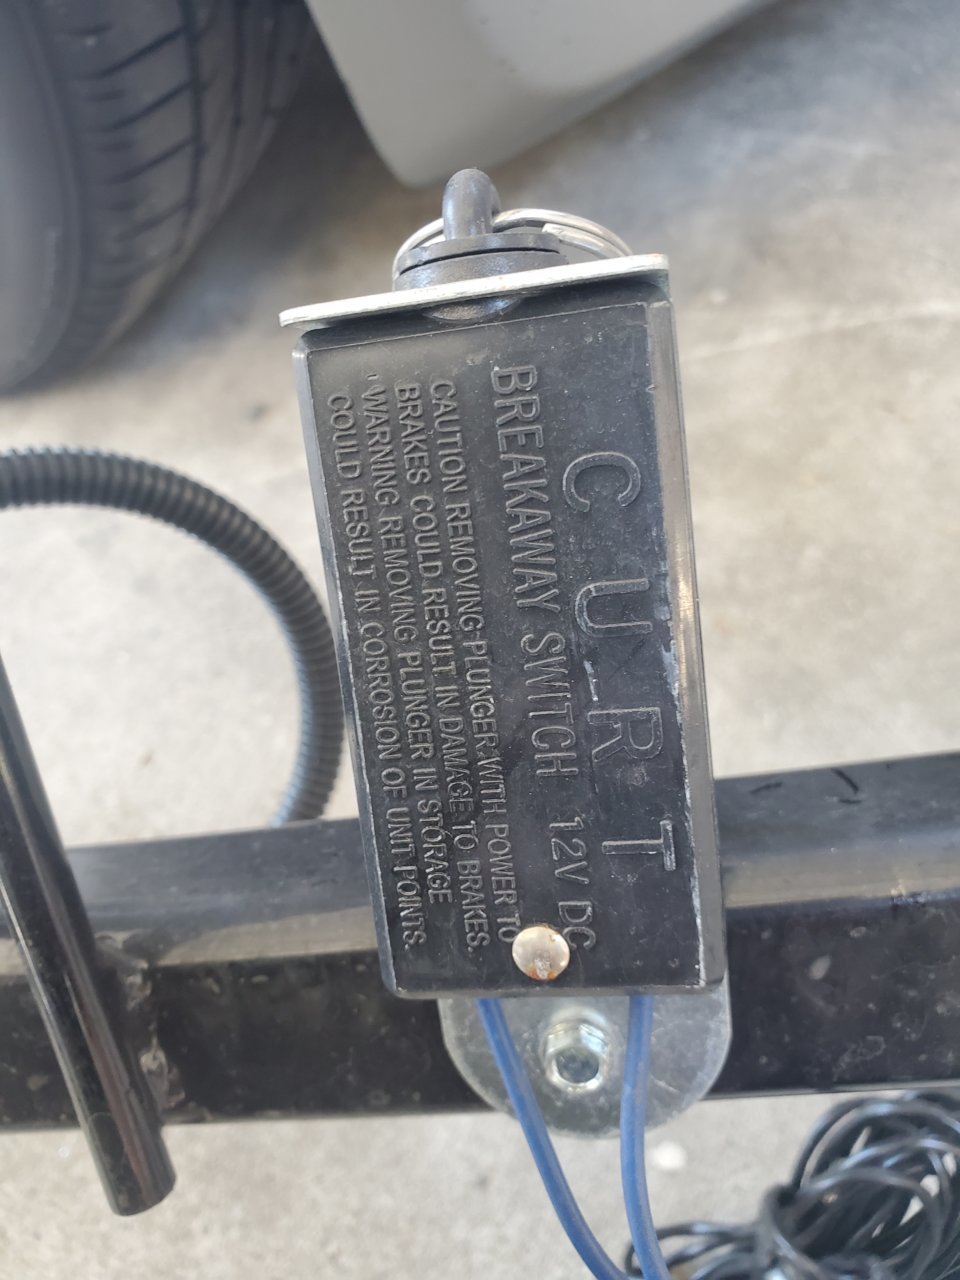 CURT
BREAKAWAY SWITCH 12V DC
CAUTION REMOVING PLUNGER WITH POWER TO
BRAKES COULD RESULT IN DAMAGE TO BRAKES.
WARNING REMOVING PLUNGER IN STORAGE
COULD RESULT IN CORROSION OF UNIT POINTS.